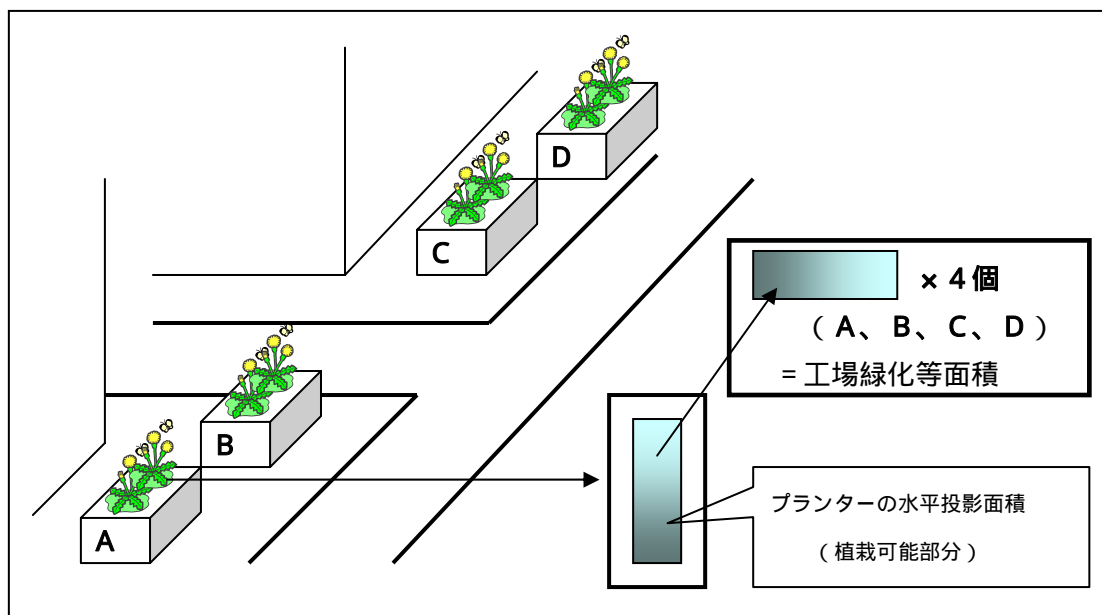 D
C
× 4個
( A、B、C、D )
= 工場緑化等面積
B
A
プランターの水平投影面積
( 植栽可能部分 )